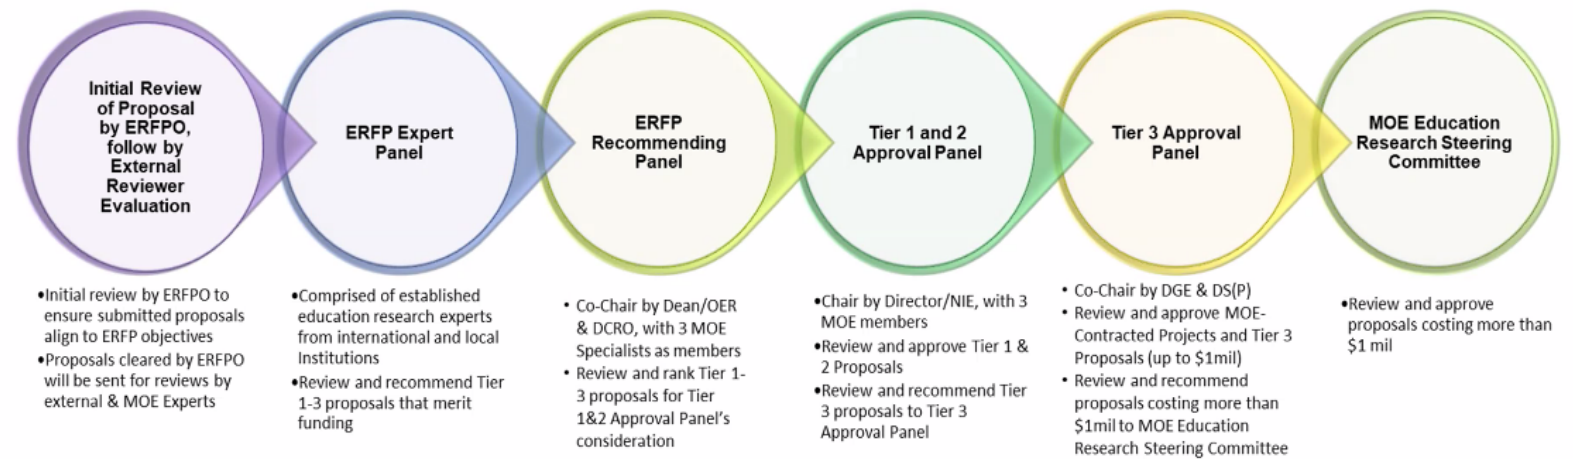 Initial Review
of Proposal
by ERFPO,
follow by
External
Reviewer
Evaluation
•Initial review by ERFPO to
ensure submitted proposals
align to ERFP objectives
•Proposals cleared by ERFPO
will be sent for reviews by
external & MOE Experts
ERFP Expert
Panel
•Comprised of established
education research experts
from international and local
Institutions
•Review and recommend Tier
1-3 proposals that merit
funding
ERFP
Recommending
Panel
• Co-Chair by Dean/OER
& DCRO, with 3 MOE
Specialists as members
• Review and rank Tier 1-
3 proposals for Tier
1&2 Approval Panel's
consideration
Tier 1 and 2
Approval Panel
•Chair by Director/NIE, with 3
MOE members
•Review and approve Tier 1 &
2 Proposals
•Review and recommend Tier
3 proposals to Tier 3
Approval Panel
Tier 3 Approval
Panel
• Co-Chair by DGE & DS(P)
• Review and approve MOE-
Contracted Projects and Tier 3
Proposals (up to $1mil)
• Review and recommend
proposals costing more than
$1mil to MOE Education
Research Steering Committee
MOE Education
Research Steering
Committee
•Review and approve
proposals costing more than
$1 mil